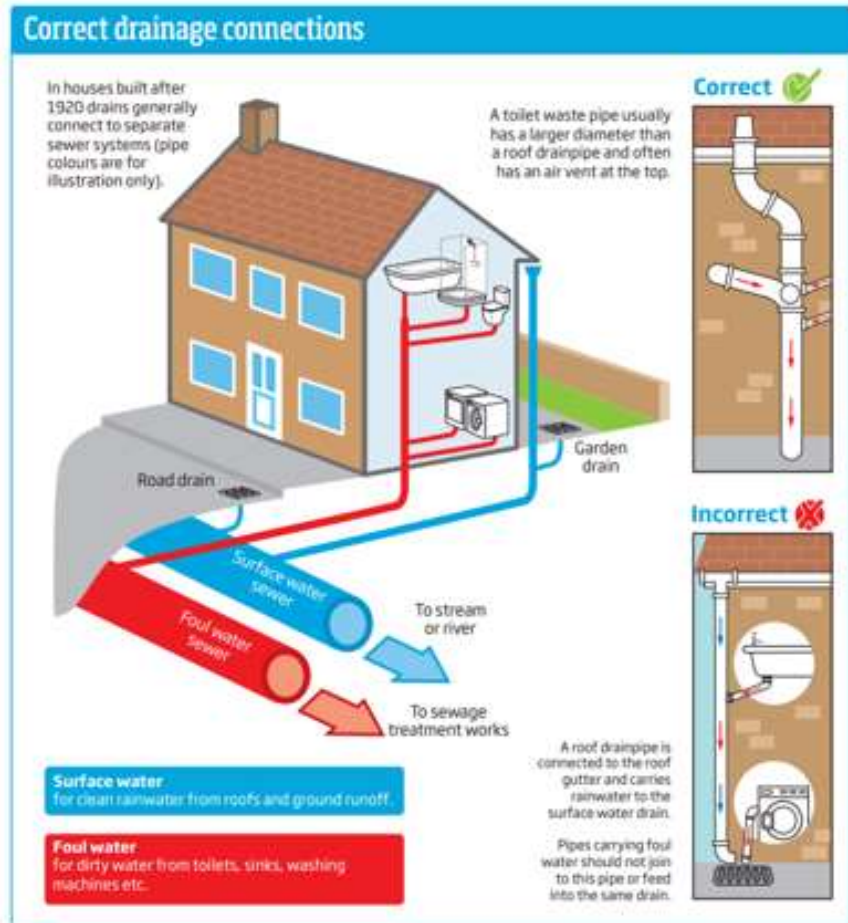 Correct drainage connections
In houses built after
1920 drains generally
connect to separate
sewer systems (pipe
colours are for
illustration only).
A toilet waste pipe usually
has a larger diameter than
a roof drainpipe and often
has an air vent at the top.
Correct
Road drain
Garden
drain
Surface water
sewer
Foul water
sewer
To stream
or river
To sewage
treatment works
Incorrect
A roof drainpipe is
connected to the roof
gutter and carries
rainwater to the
surface water drain.
Pipes carrying foul
water should not join
to this pipe or feed
into the same drain.
Surface water
for clean rainwater from roofs and ground runoff.
Foul water
for dirty water from toilets, sinks, washing
machines etc.